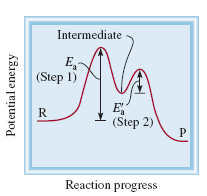 Intermediate
Eₐ
(Step 1)
E′ₐ
(Step 2)
R
P
Potential energy
Reaction progress